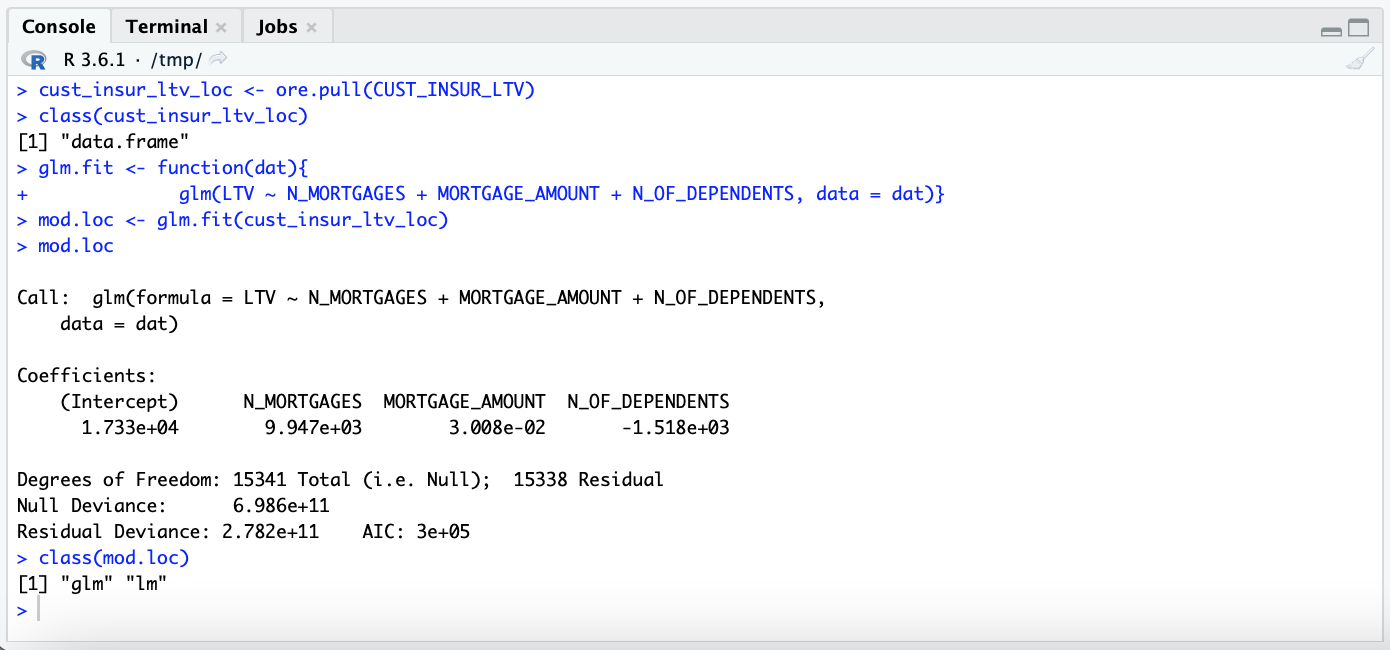 Console Terminal × Jobs ×
R R 3.6.1 · /tmp/
> cust_insur_ltv_loc <- ore.pull(CUST_INSUR_LTV)
> class(cust_insur_ltv_loc)
[1] "data.frame"
> glm.fit <- function(dat){
+              glm(LTV ~ N_MORTGAGES + MORTGAGE_AMOUNT + N_OF_DEPENDENTS, data = dat)}
> mod.loc <- glm.fit(cust_insur_ltv_loc)
> mod.loc
Call:  glm(formula = LTV ~ N_MORTGAGES + MORTGAGE_AMOUNT + N_OF_DEPENDENTS,
    data = dat)
Coefficients:
    (Intercept)      N_MORTGAGES  MORTGAGE_AMOUNT  N_OF_DEPENDENTS
      1.733e+04        9.947e+03        3.008e-02       -1.518e+03
Degrees of Freedom: 15341 Total (i.e. Null);  15338 Residual
Null Deviance:      6.986e+11
Residual Deviance: 2.782e+11    AIC: 3e+05
> class(mod.loc)
[1] "glm" "lm"
>